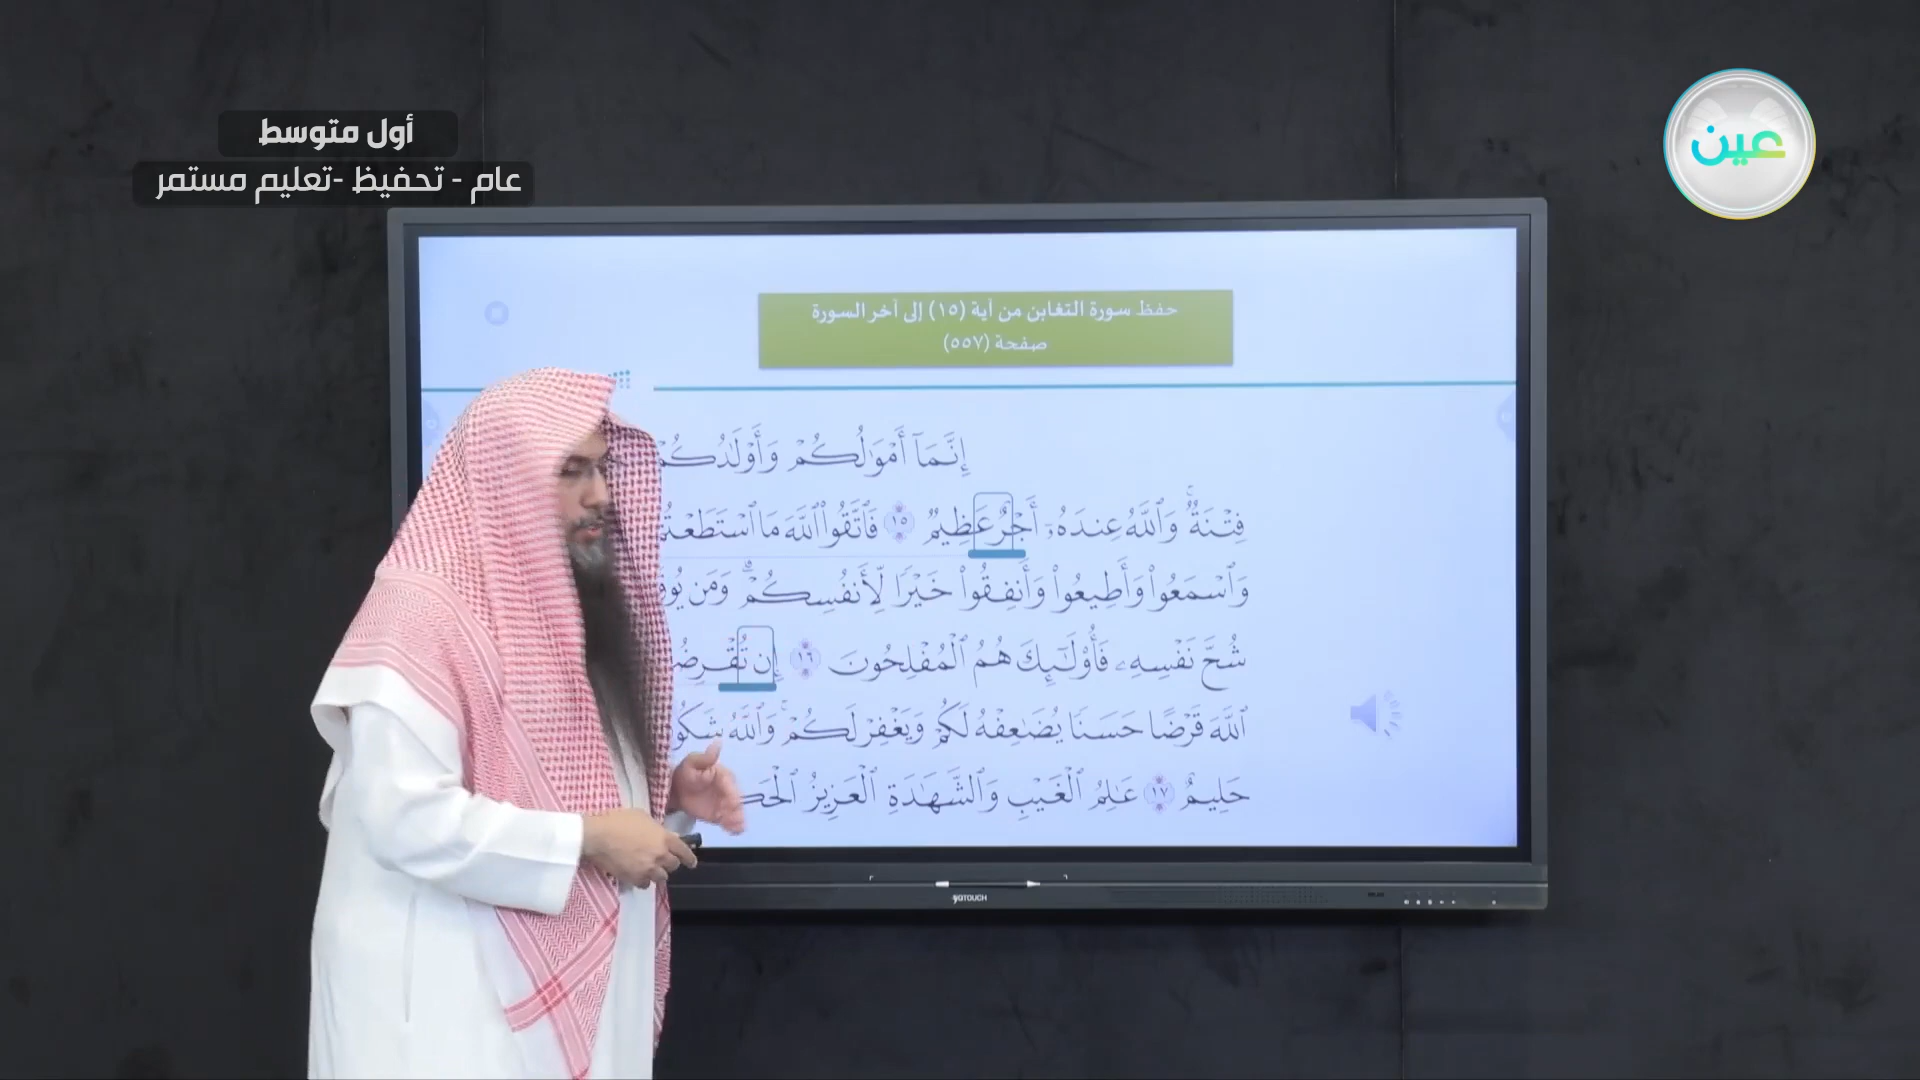 أول متوسط
عام - تحفيظ -تعليم مستمر
عين
حفظ سورة التغابن من آية (١٥) إلى آخر السورة
صفحة (٥٥٧)
إِنَّمَآ أَمْوَٰلُكُمْ وَأَوْلَٰدُكُمْ
فِتْنَةٌۚ وَٱللَّهُ عِندَهُۥٓ أَجْرٌ عَظِيمٌ ١٥ فَٱتَّقُوا۟ ٱللَّهَ مَا ٱسْتَطَعْتُ
وَٱسْمَعُوا۟ وَأَطِيعُوا۟ وَأَنفِقُوا۟ خَيْرًا لِّأَنفُسِكُمْۗ وَمَن يُوقَ
شُحَّ نَفْسِهِۦ فَأُو۟لَٰٓئِكَ هُمُ ٱلْمُفْلِحُونَ ١٦ إِن تُقْرِضُ
ٱللَّهَ قَرْضًا حَسَنًا يُضَٰعِفْهُ لَكُمْ وَيَغْفِرْ لَكُمْۚ وَٱللَّهُ شَكُو
حَلِيمٌ ١٧ عَٰلِمُ ٱلْغَيْبِ وَٱلشَّهَٰدَةِ ٱلْعَزِيزُ ٱلْحَكِ
iQTOUCH